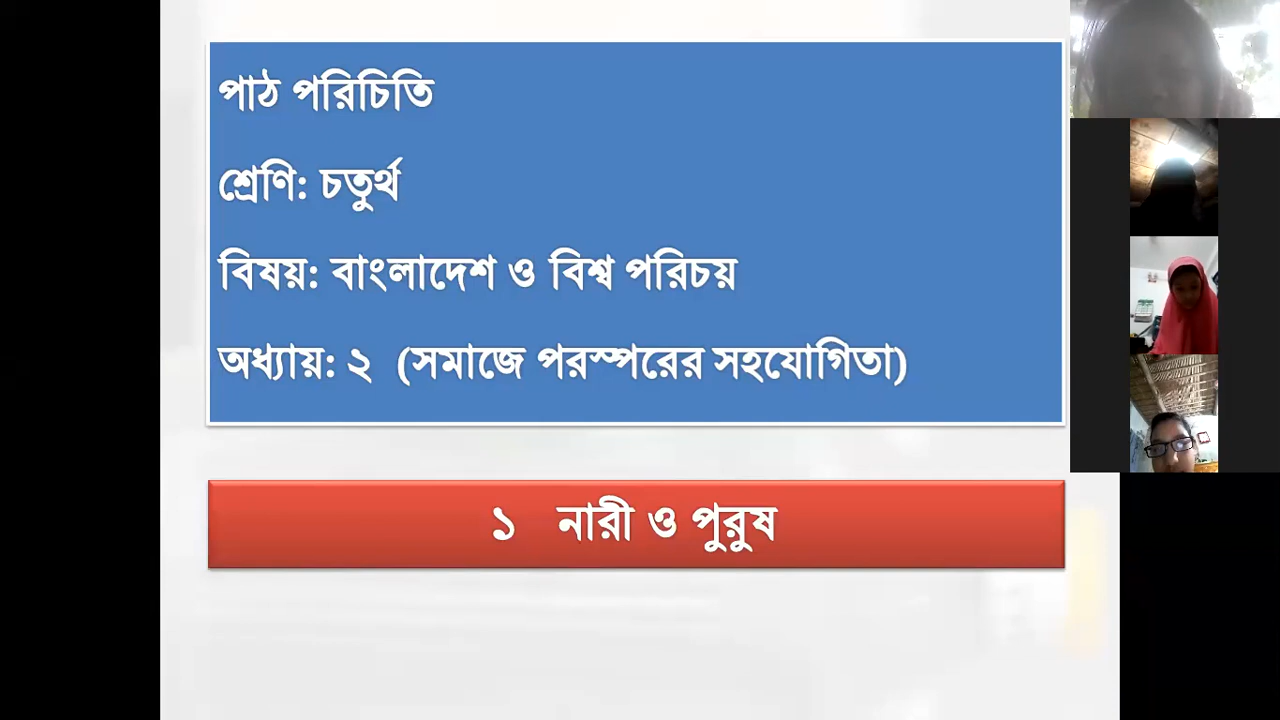 পাঠ পরিচিতি
শ্রেণি: চতুর্থ
বিষয়: বাংলাদেশ ও বিশ্ব পরিচয়
অধ্যায়: ২ (সমাজে পরস্পরের সহযোগিতা)
১ নারী ও পুরুষ